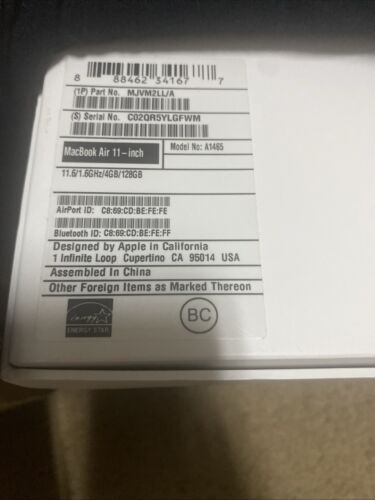 8 88462 34167 7
(1P) Part No. MJVM2LL/A
(S) Serial No. C02QR5YLGFWM
MacBook Air 11-inch
Model No: A1465
11.6/1.6GHz/4GB/128GB
AirPort ID: C8:69:CD:BE:FE:FE
Bluetooth ID: C8:69:CD:BE:FE:FF
Designed by Apple in California
1 Infinite Loop Cupertino CA 95014 USA
Assembled In China
Other Foreign Items as Marked Thereon
energy
ENERGY STAR
BC